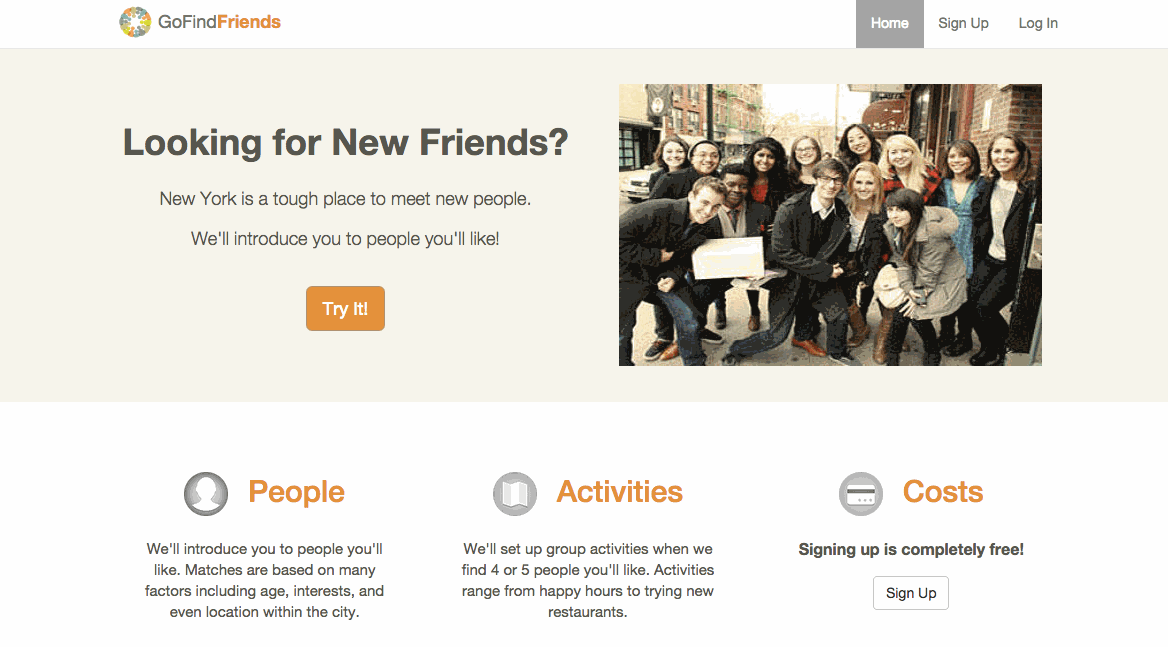 GoFindFriends
Home
Sign Up
Log In
Looking for New Friends?
New York is a tough place to meet new people.
We'll introduce you to people you'll like!
Try It!
People
We'll introduce you to people you'll
like. Matches are based on many
factors including age, interests, and
even location within the city.
Activities
We'll set up group activities when we
find 4 or 5 people you'll like. Activities
range from happy hours to trying new
restaurants.
Costs
Signing up is completely free!
Sign Up